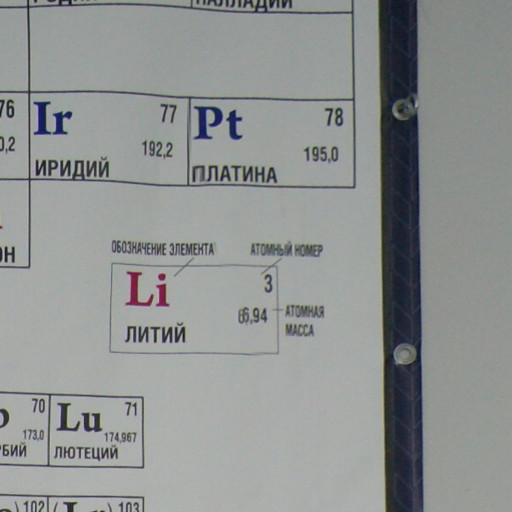 ПАЛЛАДИЙ
76 Ir 77 Pt 78
0,2 192,2 195,0
ИРИДИЙ ПЛАТИНА
ОН
ОБОЗНАЧЕНИЕ ЭЛЕМЕНТА АТОМНЫЙ НОМЕР
Li 3
6,94 АТОМНАЯ
ЛИТИЙ МАССА
70 Lu 71
173,0 174,967
БИЙ ЛЮТЕЦИЙ
102 103